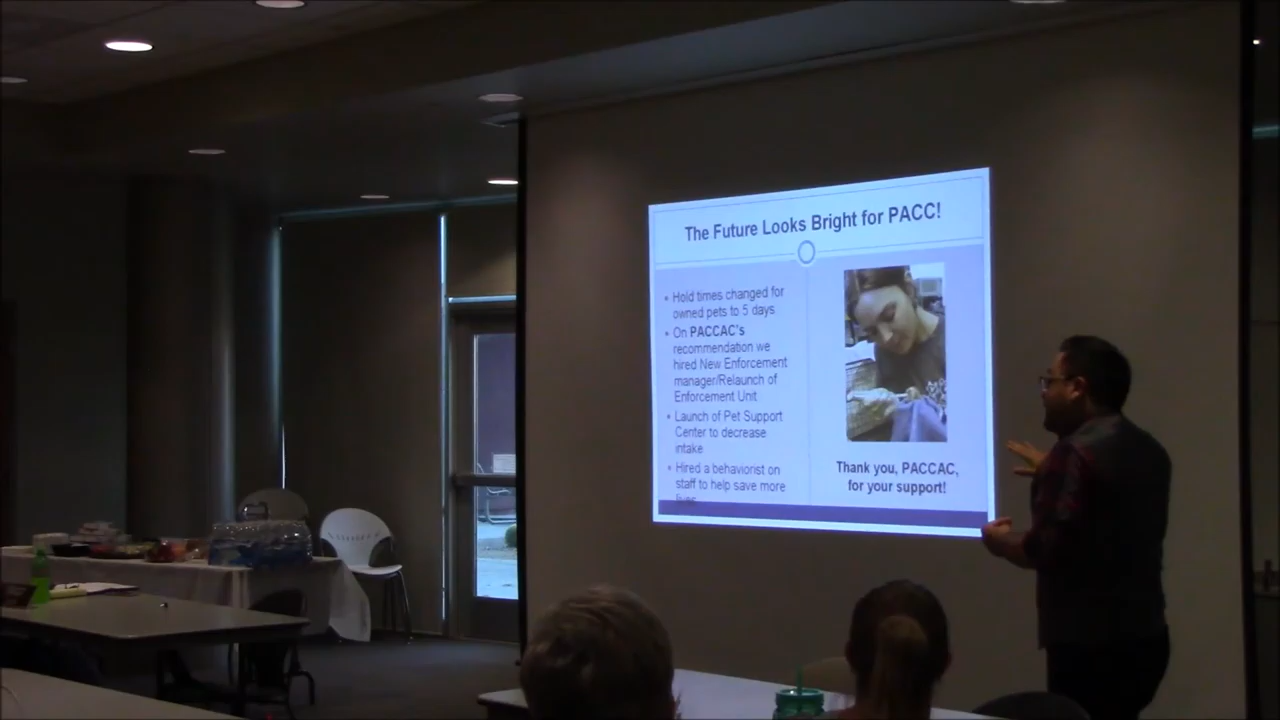 The Future Looks Bright for PACC!
• Hold times changed for
owned pets to 5 days
• On PACCAC's
recommendation we
hired New Enforcement
manager/Relaunch of
Enforcement Unit
• Launch of Pet Support
Center to decrease
intake
• Hired a behaviorist on
staff to help save more
lives
Thank you, PACCAC,
for your support!